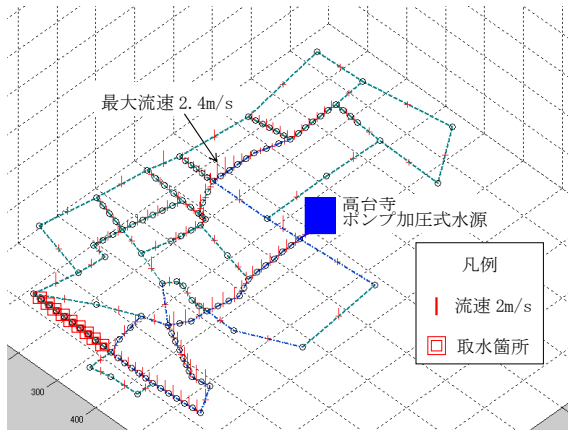 最大流速 2.4m/s
高台寺
ポンプ加圧式水源
凡例
流速 2m/s
取水箇所
300
400